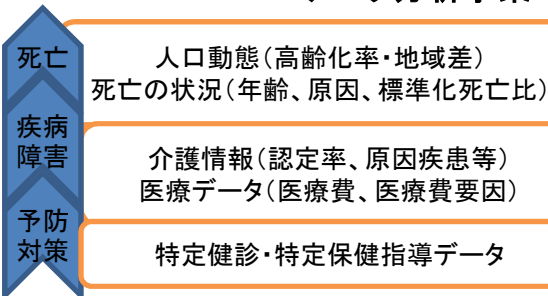 死亡
人口動態（高齢化率・地域差）
死亡の状況（年齢、原因、標準化死亡比）
疾病
障害
介護情報（認定率、原因疾患等）
医療データ（医療費、医療費要因）
予防
対策
特定健診・特定保健指導データ